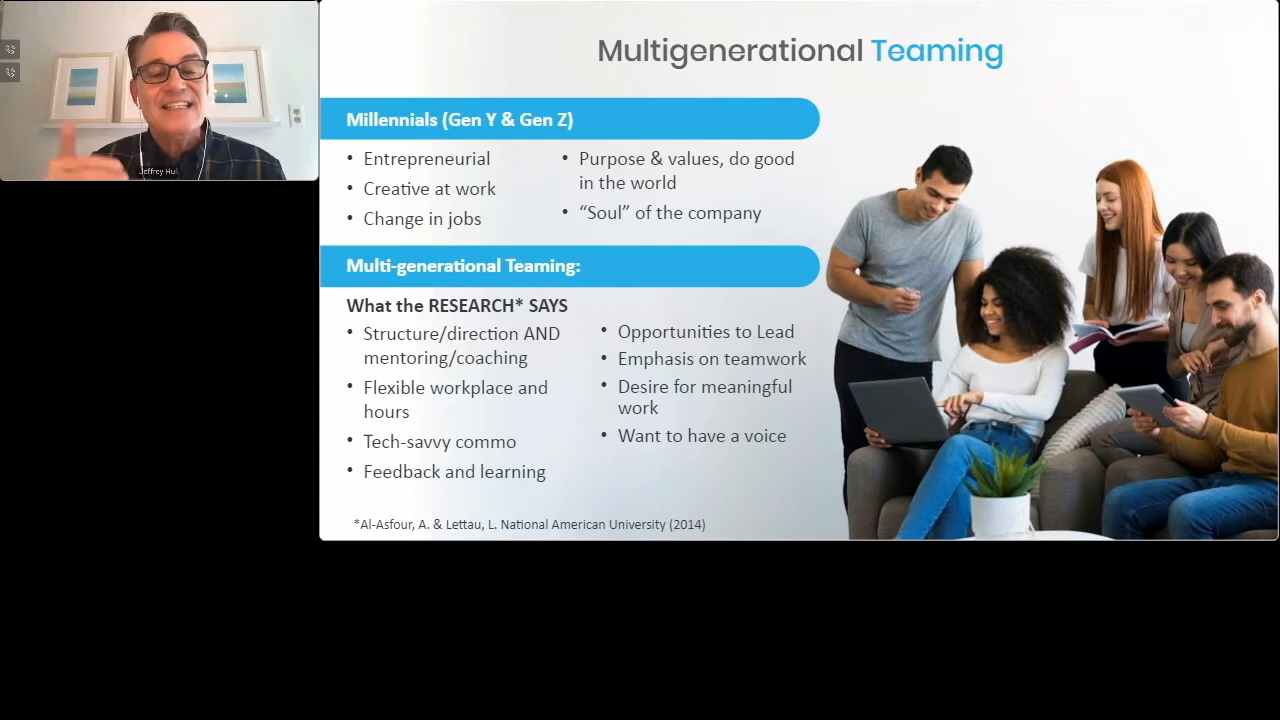 Jeffrey Hul
Multigenerational Teaming
Millennials (Gen Y & Gen Z)
• Entrepreneurial
• Creative at work
• Change in jobs
• Purpose & values, do good
in the world
• “Soul” of the company
Multi-generational Teaming:
What the RESEARCH* SAYS
• Structure/direction AND
mentoring/coaching
• Flexible workplace and
hours
• Tech-savvy commo
• Feedback and learning
• Opportunities to Lead
• Emphasis on teamwork
• Desire for meaningful
work
• Want to have a voice
*Al-Asfour, A. & Lettau, L. National American University (2014)